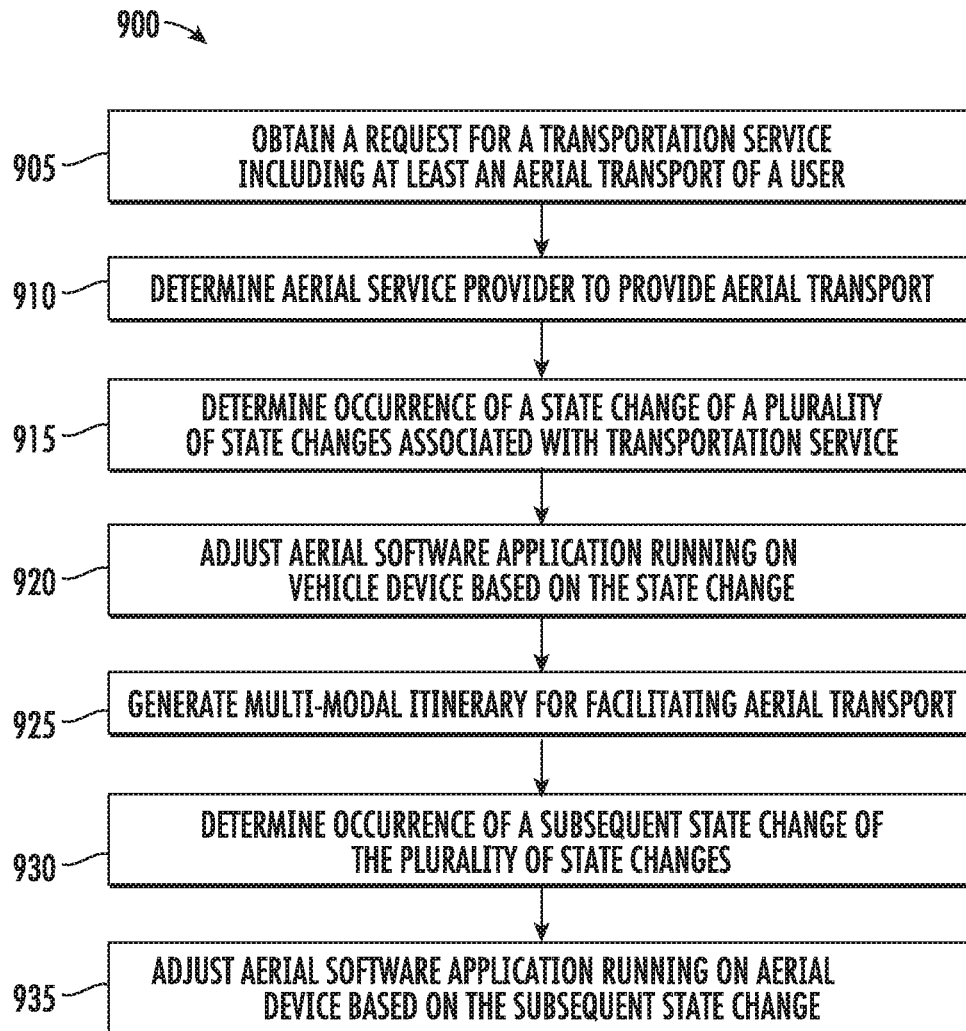 900
905
OBTAIN A REQUEST FOR A TRANSPORTATION SERVICE
INCLUDING AT LEAST AN AERIAL TRANSPORT OF A USER
910
DETERMINE AERIAL SERVICE PROVIDER TO PROVIDE AERIAL TRANSPORT
915
DETERMINE OCCURRENCE OF A STATE CHANGE OF A PLURALITY
OF STATE CHANGES ASSOCIATED WITH TRANSPORTATION SERVICE
920
ADJUST AERIAL SOFTWARE APPLICATION RUNNING ON
VEHICLE DEVICE BASED ON THE STATE CHANGE
925
GENERATE MULTI-MODAL ITINERARY FOR FACILITATING AERIAL TRANSPORT
930
DETERMINE OCCURRENCE OF A SUBSEQUENT STATE CHANGE OF
THE PLURALITY OF STATE CHANGES
935
ADJUST AERIAL SOFTWARE APPLICATION RUNNING ON AERIAL
DEVICE BASED ON THE SUBSEQUENT STATE CHANGE